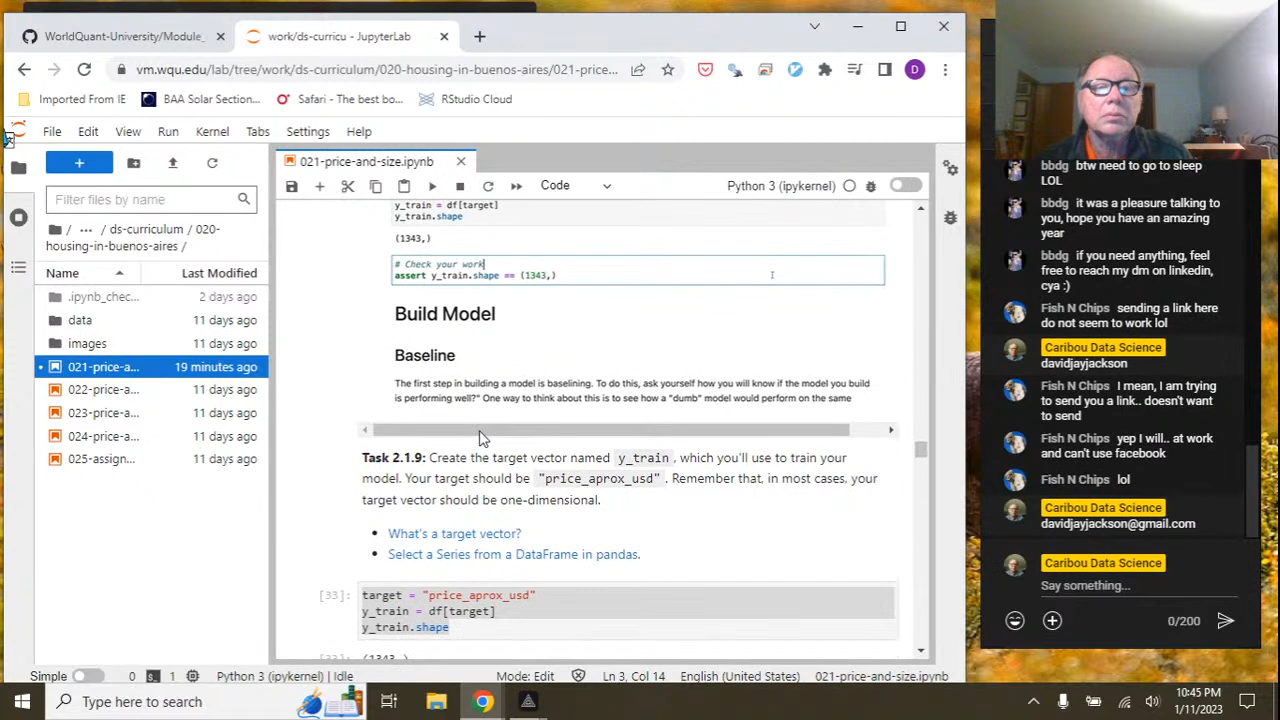 WorldQuant-University/Module_
work/ds-curricu - JupyterLab
vm.wqu.edu/lab/tree/work/ds-curriculum/020-housing-in-buenos-aires/021-price...
D
Imported From IE
BAA Solar Section...
Safari - The best bo...
RStudio Cloud
File Edit View Run Kernel Tabs Settings Help
021-price-and-size.ipynb
Code
Python 3 (ipykernel)
Filter files by name
/ ··· / ds-curriculum / 020-
housing-in-buenos-aires /
Name Last Modified
.ipynb_chec... 2 days ago
data 11 days ago
images 11 days ago
021-price-a... 19 minutes ago
022-price-a... 11 days ago
023-price-a... 11 days ago
024-price-a... 11 days ago
025-assign... 11 days ago
y_train = df[target]
y_train.shape
(1343,)
# Check your work
assert y_train.shape == (1343,)
Build Model
Baseline
The first step in building a model is baselining. To do this, ask yourself how you will know if the model you build
is performing well?" One way to think about this is to see how a "dumb" model would perform on the same
Task 2.1.9: Create the target vector named y_train, which you'll use to train your
model. Your target should be "price_aprox_usd". Remember that, in most cases, your
target vector should be one-dimensional.
• What's a target vector?
• Select a Series from a DataFrame in pandas.
[33]:
target = "price_aprox_usd"
y_train = df[target]
y_train.shape
Simple
0
1
Python 3 (ipykernel) | Idle
Mode: Edit
Ln 3, Col 14
English (United States)
021-price-and-size.ipynb
bbdg btw need to go to sleep
LOL
bbdg it was a pleasure talking to
you, hope you have an amazing
year
bbdg if you need anything, feel
free to reach my dm on linkedin,
cya :)
Fish N Chips sending a link here
do not seem to work lol
Caribou Data Science
davidjayjackson
Fish N Chips I mean, I am trying
to send you a link.. doesn't want
to send
Fish N Chips yep I will.. at work
and can't use facebook
Fish N Chips lol
Caribou Data Science
davidjayjackson@gmail.com
Caribou Data Science
Say something...
0/200
Type here to search
10:45 PM
1/11/2023